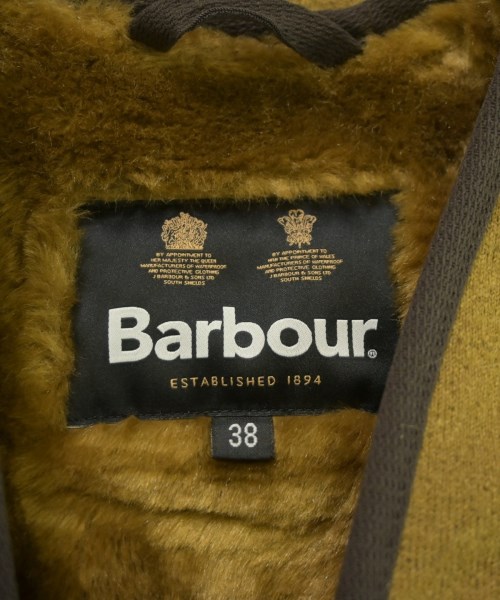 BY APPOINTMENT TO
HER MAJESTY THE QUEEN
MANUFACTURERS OF WATERPROOF
AND PROTECTIVE CLOTHING
J. BARBOUR & SONS LTD
SOUTH SHIELDS
BY APPOINTMENT TO
HRH THE PRINCE OF WALES
MANUFACTURERS OF WATERPROOF
AND PROTECTIVE CLOTHING
J. BARBOUR & SONS LTD
SOUTH SHIELDS
Barbour®
ESTABLISHED 1894
38